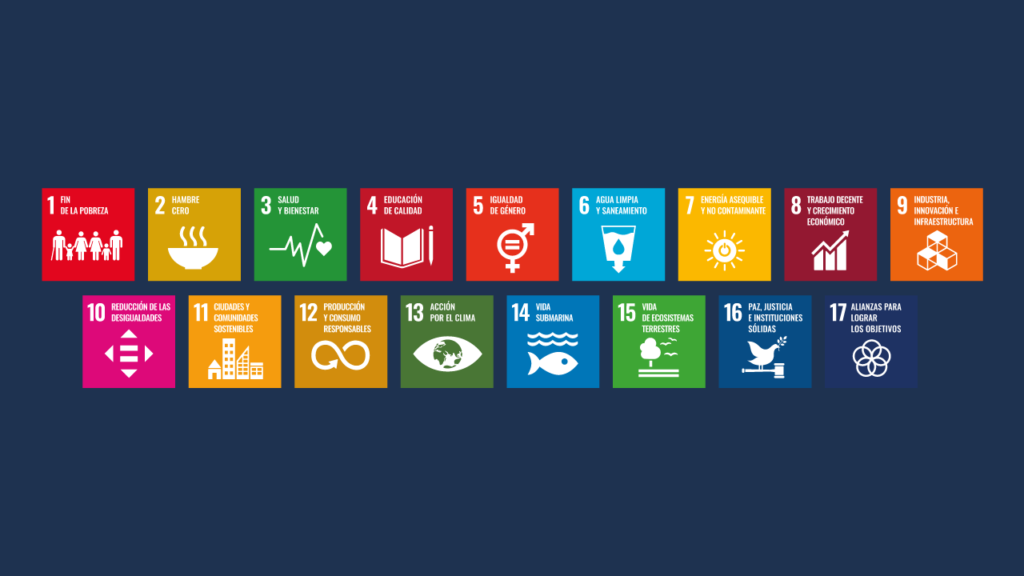 1 FIN
DE LA POBREZA
2 HAMBRE
CERO
3 SALUD
Y BIENESTAR
4 EDUCACIÓN
DE CALIDAD
5 IGUALDAD
DE GÉNERO
6 AGUA LIMPIA
Y SANEAMIENTO
7 ENERGÍA ASEQUIBLE
Y NO CONTAMINANTE
8 TRABAJO DECENTE
Y CRECIMIENTO
ECONÓMICO
9 INDUSTRIA,
INNOVACIÓN E
INFRAESTRUCTURA
10 REDUCCIÓN DE LAS
DESIGUALDADES
11 CIUDADES Y
COMUNIDADES
SOSTENIBLES
12 PRODUCCIÓN
Y CONSUMO
RESPONSABLES
13 ACCIÓN
POR EL CLIMA
14 VIDA
SUBMARINA
15 VIDA
DE ECOSISTEMAS
TERRESTRES
16 PAZ, JUSTICIA
E INSTITUCIONES
SÓLIDAS
17 ALIANZAS PARA
LOGRAR
LOS OBJETIVOS